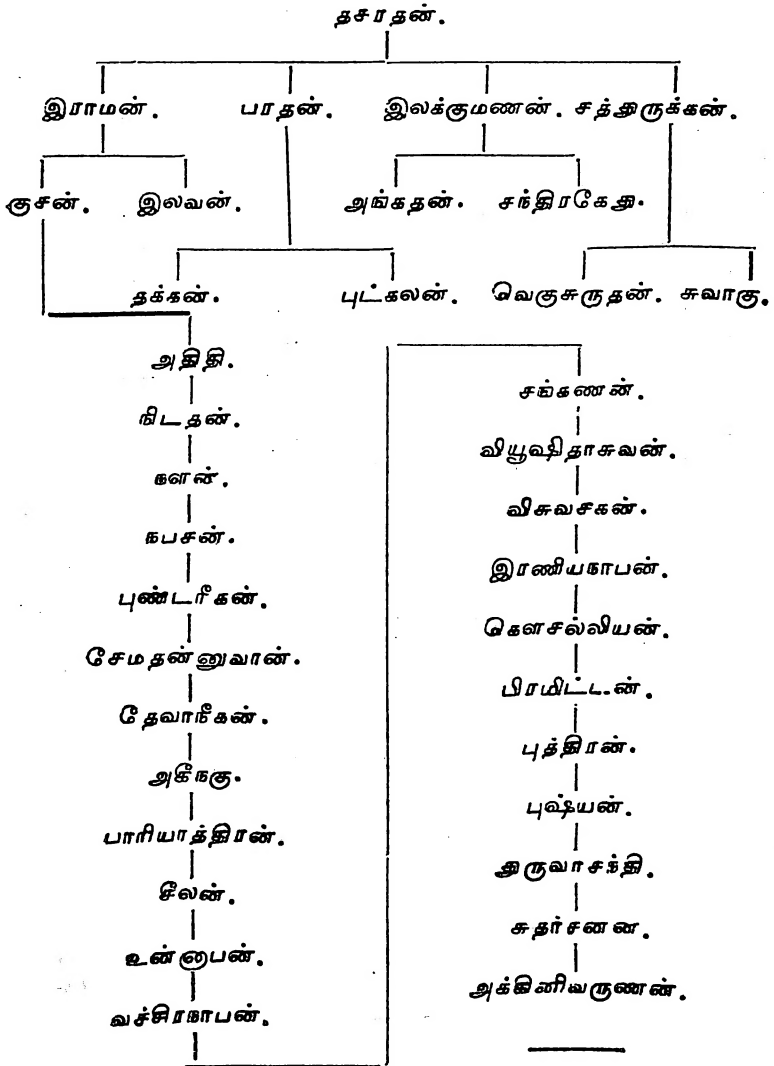 தசரதன்.
இராமன். பரதன். இலக்குமணன். சத்துருக்கன்.
குசன். இலவன். அங்கதன். சந்திரகேது.
தக்கன். புட்கலன். வெகுசுருதன். சுவாகு.
அதிதி.
நிடதன்.
நளன்.
நபசன்.
புண்டரீகன்.
சேமதன்னுவான்.
தேவாநீகன்.
அகீநகு.
பாரியாத்திரன்.
சீலன்.
உன்னாபன்.
வச்சிரநாபன்.
சங்கணன்.
வியூஷிதாசுவன்.
விசுவசகன்.
இரணியநாபன்.
கௌசல்லியன்.
பிரமிட்டன்.
புத்திரன்.
புஷ்யன்.
துருவாசந்தி.
சுதர்சனன.
அக்கினிவருணன்.